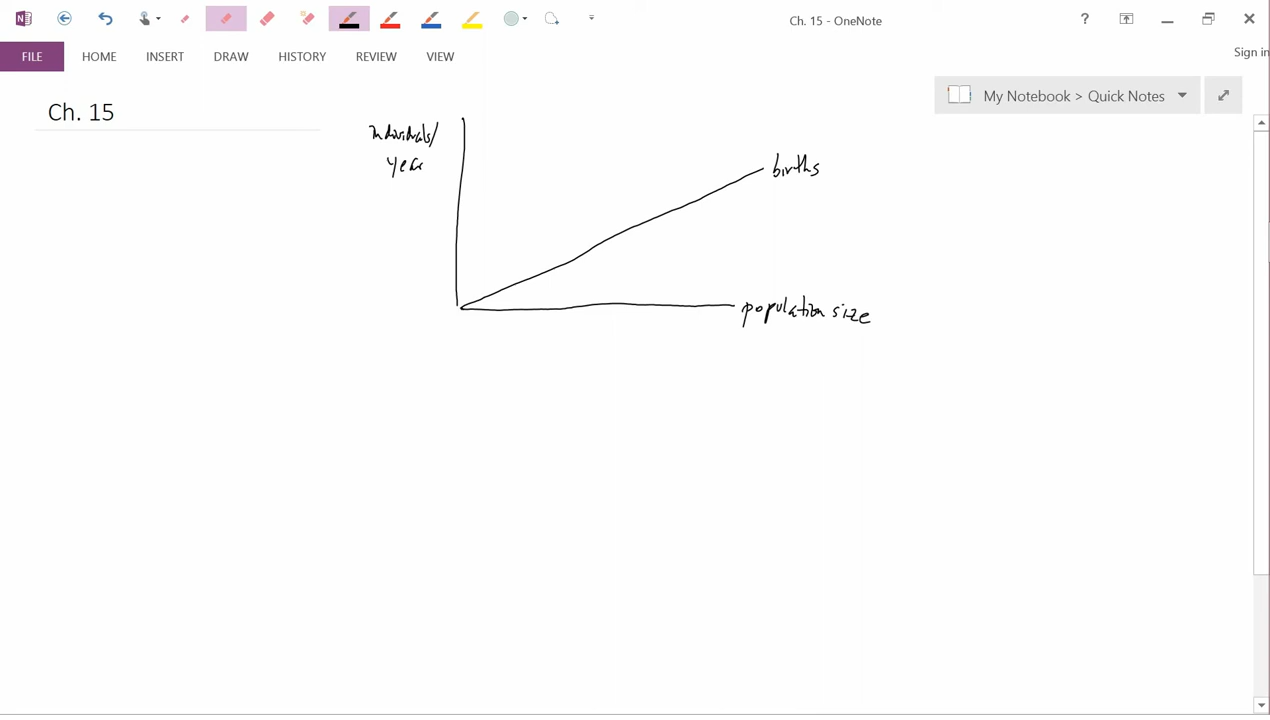 Ch. 15 - OneNote
?
FILE HOME INSERT DRAW HISTORY REVIEW VIEW
Sign in
My Notebook > Quick Notes
Ch. 15
individuals/
year
births
population size